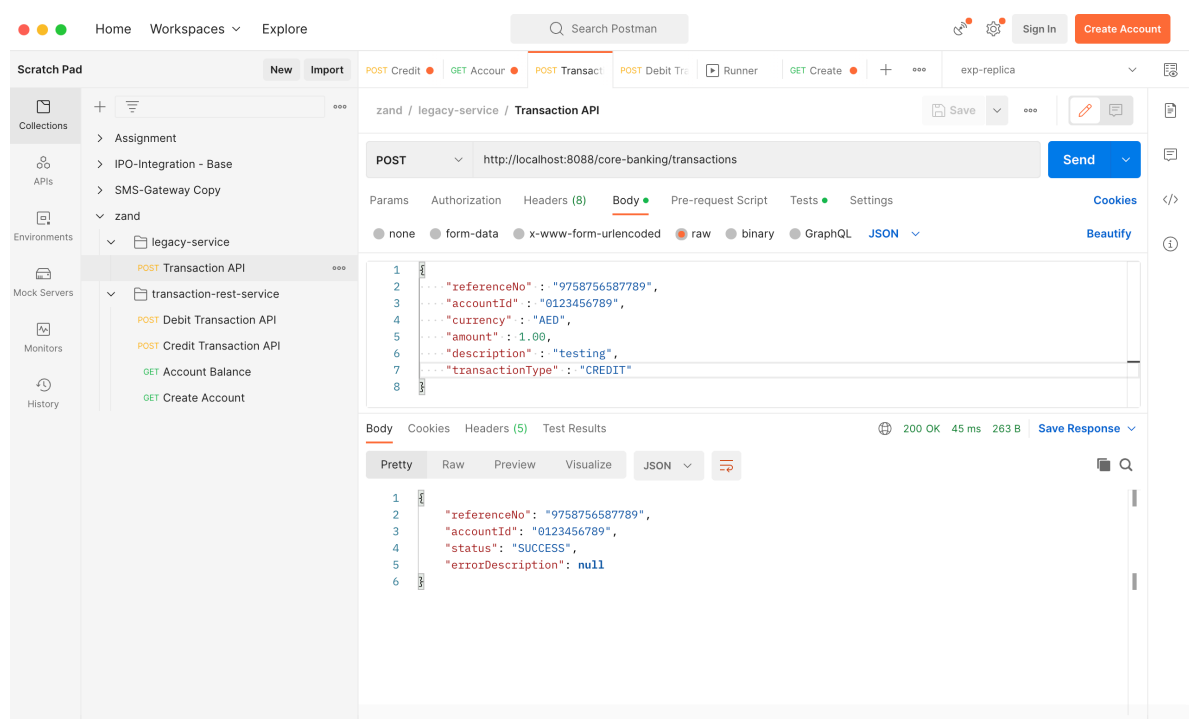 Home Workspaces Explore Search Postman Sign In Create Account
Scratch Pad New Import POST Credit GET Accour POST Transact POST Debit Tra Runner GET Create exp-replica
Collections
APIs
Environments
Mock Servers
Monitors
History
Assignment
IPO-Integration - Base
SMS-Gateway Copy
zand
legacy-service
POST Transaction API
transaction-rest-service
POST Debit Transaction API
POST Credit Transaction API
GET Account Balance
GET Create Account
zand / legacy-service / Transaction API Save
POST http://localhost:8088/core-banking/transactions Send
Params Authorization Headers (8) Body Pre-request Script Tests Settings Cookies
none form-data x-www-form-urlencoded raw binary GraphQL JSON Beautify
1 {
2 "referenceNo" : "9758756587789",
3 "accountId" : "0123456789",
4 "currency" : "AED",
5 "amount" : 1.00,
6 "description" : "testing",
7 "transactionType" : "CREDIT"
8 }
Body Cookies Headers (5) Test Results 200 OK 45 ms 263 B Save Response
Pretty Raw Preview Visualize JSON
1 {
2 "referenceNo": "9758756587789",
3 "accountId": "0123456789",
4 "status": "SUCCESS",
5 "errorDescription": null
6 }